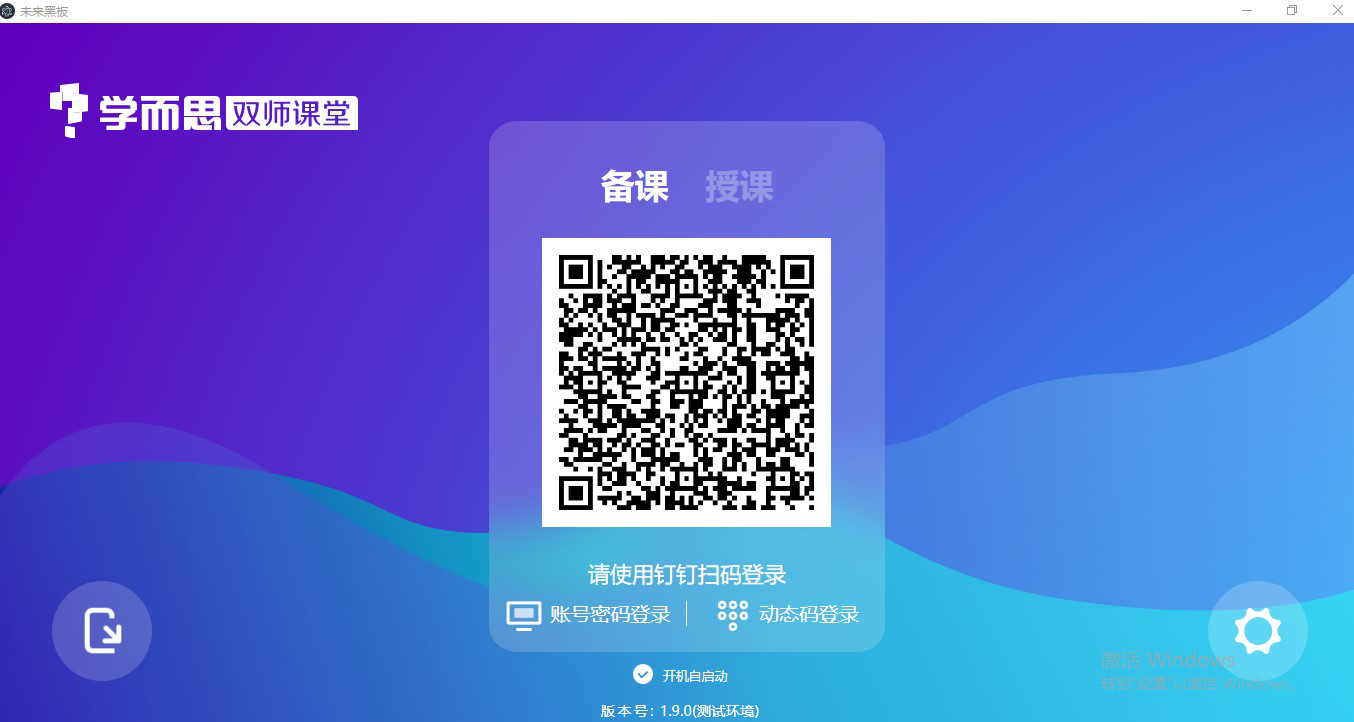 未来黑板
学而思双师课堂
备课 授课
请使用钉钉扫码登录
账号密码登录 动态码登录
开机自启动
激活 Windows
转到"设置"以激活 Windows。
版本号: 1.9.0(测试环境)